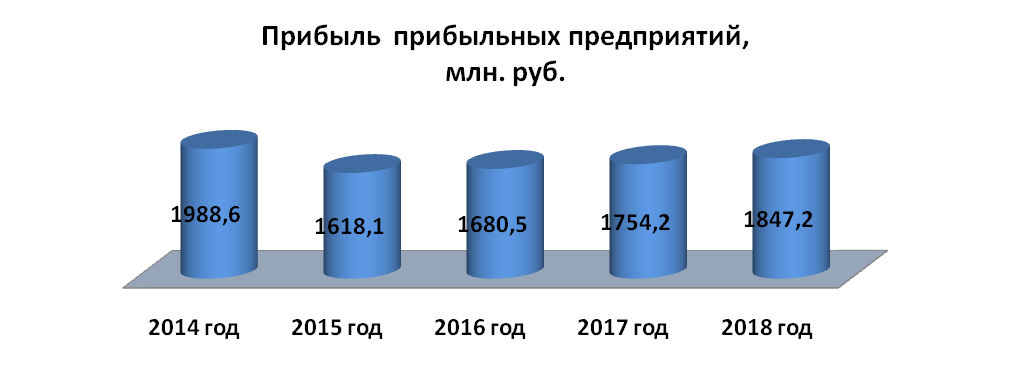 Прибыль прибыльных предприятий,
млн. руб.
1988,6
1618,1
1680,5
1754,2
1847,2
2014 год
2015 год
2016 год
2017 год
2018 год